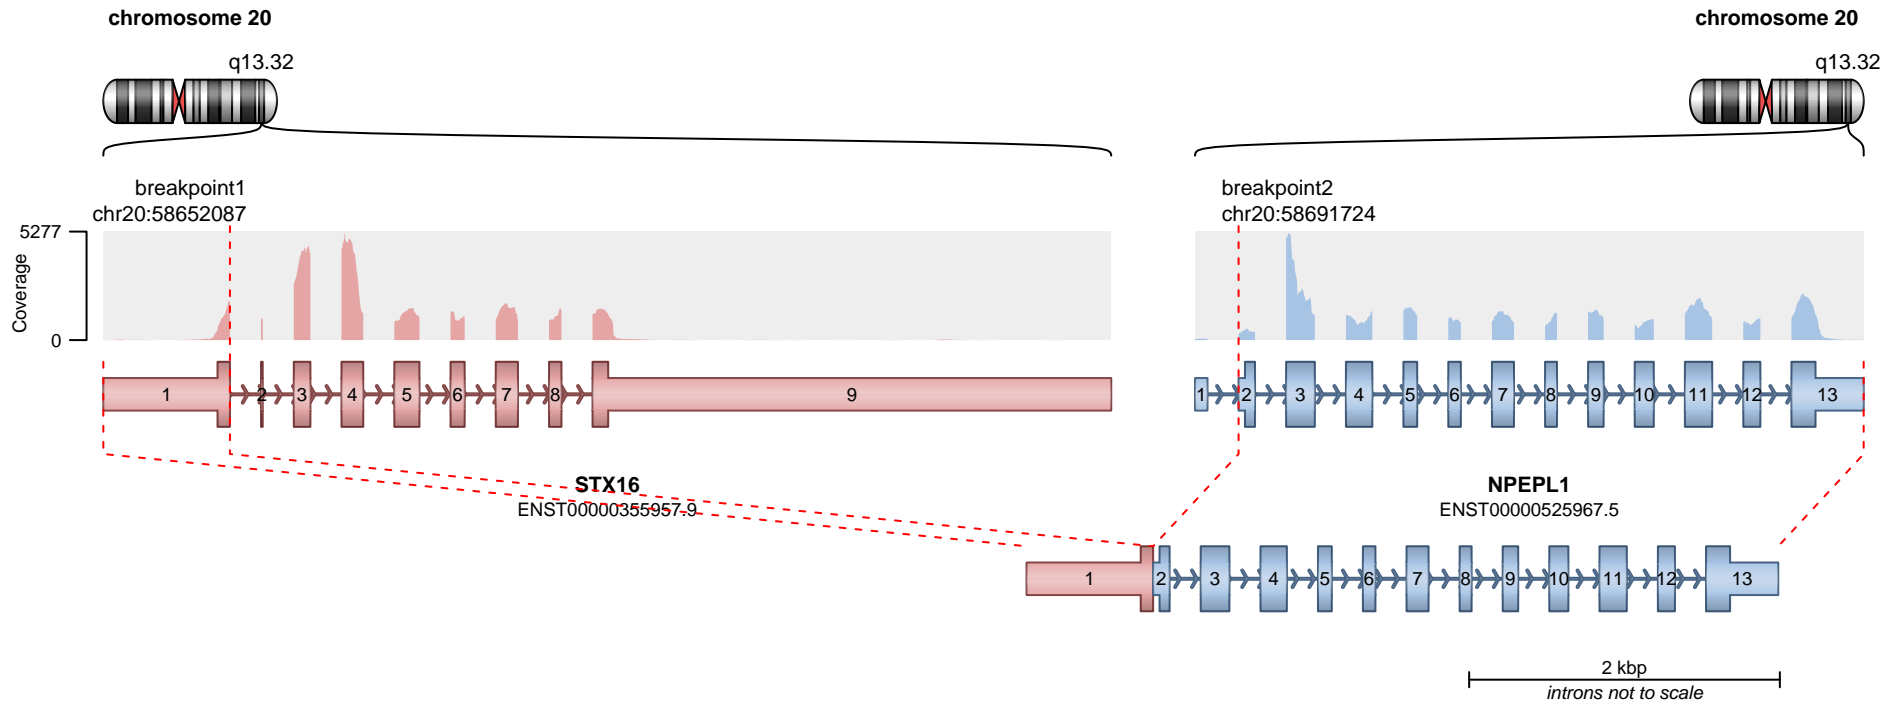 chromosome 20
chromosome 20
q13.32
q13.32
breakpoint1
chr20:58652087
breakpoint2
chr20:58691724
5277
Coverage
0
1 2 3 4 5 6 7 8 9
1 2 3 4 5 6 7 8 9 10 11 12 13
STX16
ENST00000355957.9
NPEPL1
ENST00000525967.5
1 2 3 4 5 6 7 8 9 10 11 12 13
2 kbp
introns not to scale